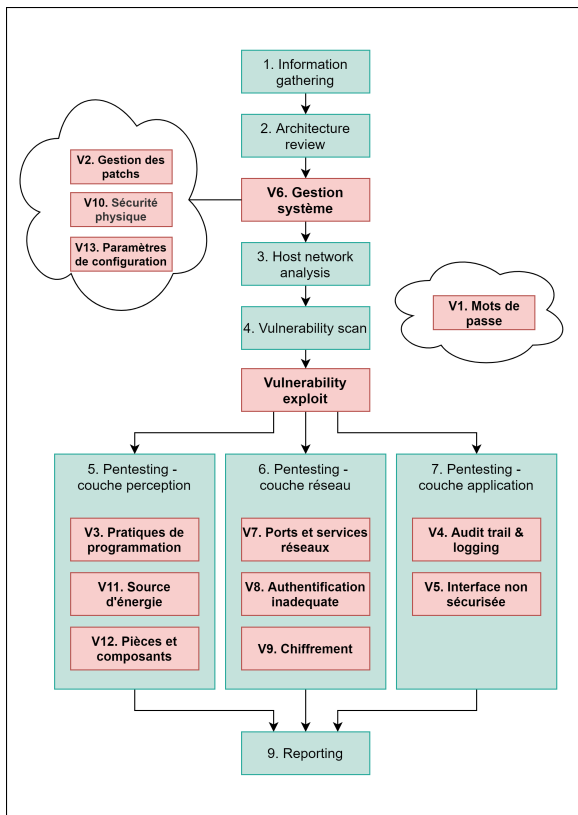 1. Information
gathering
2. Architecture
review
V2. Gestion des
patchs
V10. Sécurité
physique
V13. Paramètres
de configuration
V6. Gestion
système
3. Host network
analysis
4. Vulnerability scan
V1. Mots de
passe
Vulnerability
exploit
5. Pentesting -
couche perception
V3. Pratiques de
programmation
V11. Source
d'énergie
V12. Pièces et
composants
6. Pentesting -
couche réseau
V7. Ports et services
réseaux
V8. Authentification
inadequate
V9. Chiffrement
7. Pentesting -
couche application
V4. Audit trail &
logging
V5. Interface non
sécurisée
9. Reporting